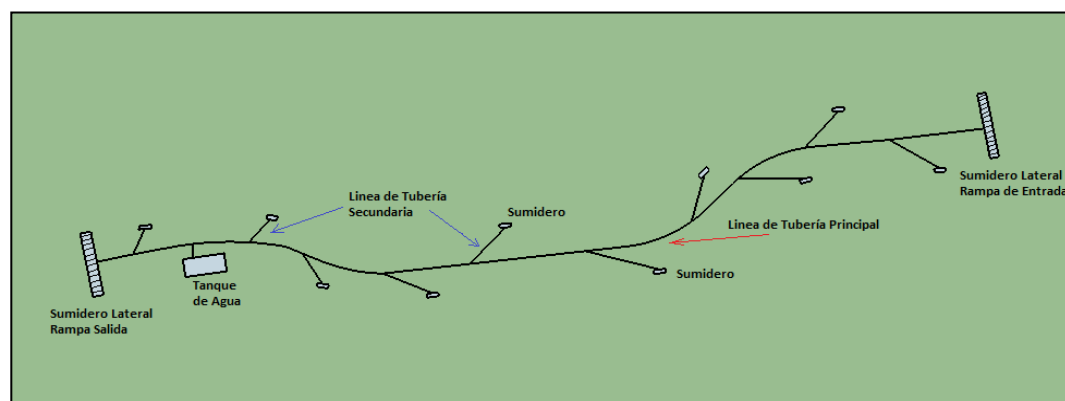 Sumidero Lateral
Rampa de Entrada
Linea de Tubería
Secundaria
Sumidero
Linea de Tubería Principal
Sumidero
Tanque
de Agua
Sumidero Lateral
Rampa Salida